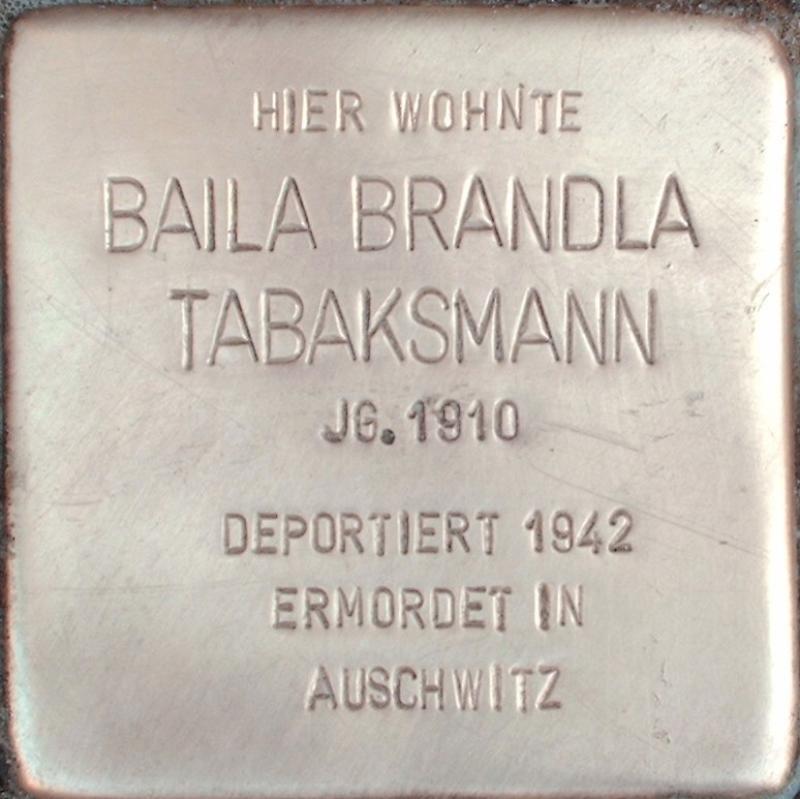 HIER WOHNTE
BAILA BRANDLA
TABAKSMANN
JG. 1910
DEPORTIERT 1942
ERMORDET IN
AUSCHWITZ